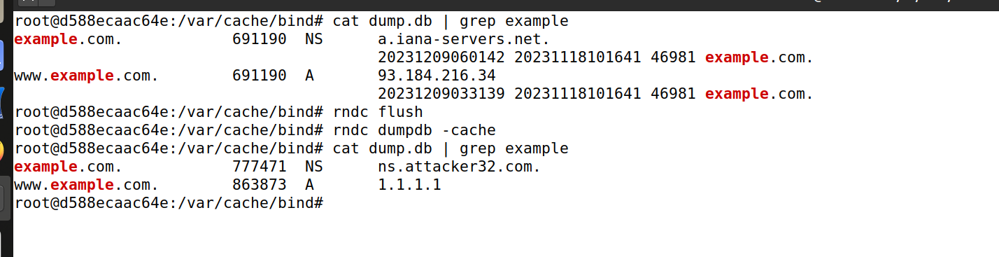 root@d588ecaac64e:/var/cache/bind# cat dump.db | grep example
example.com. 691190 NS a.iana-servers.net.
20231209060142 20231118101641 46981 example.com.
www.example.com. 691190 A 93.184.216.34
20231209033139 20231118101641 46981 example.com.
root@d588ecaac64e:/var/cache/bind# rndc flush
root@d588ecaac64e:/var/cache/bind# rndc dumpdb -cache
root@d588ecaac64e:/var/cache/bind# cat dump.db | grep example
example.com. 777471 NS ns.attacker32.com.
www.example.com. 863873 A 1.1.1.1
root@d588ecaac64e:/var/cache/bind#